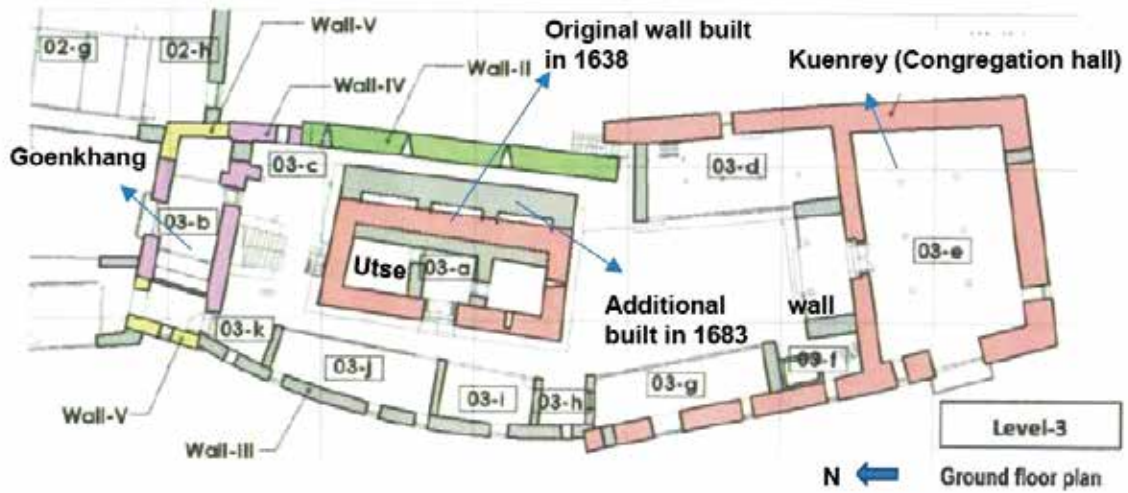 Wall-V
02-g
02-h
Original wall built
in 1638
Wall-II
Kuenrey (Congregation hall)
Wall-IV
Goenkhang
03-c
03-d
03-b
03-e
Utse
03-a
Additional
built in 1683
wall
03-k
03-f
03-j
03-g
03-i
03-h
Wall-V
Wall-III
Level-3
N
Ground floor plan